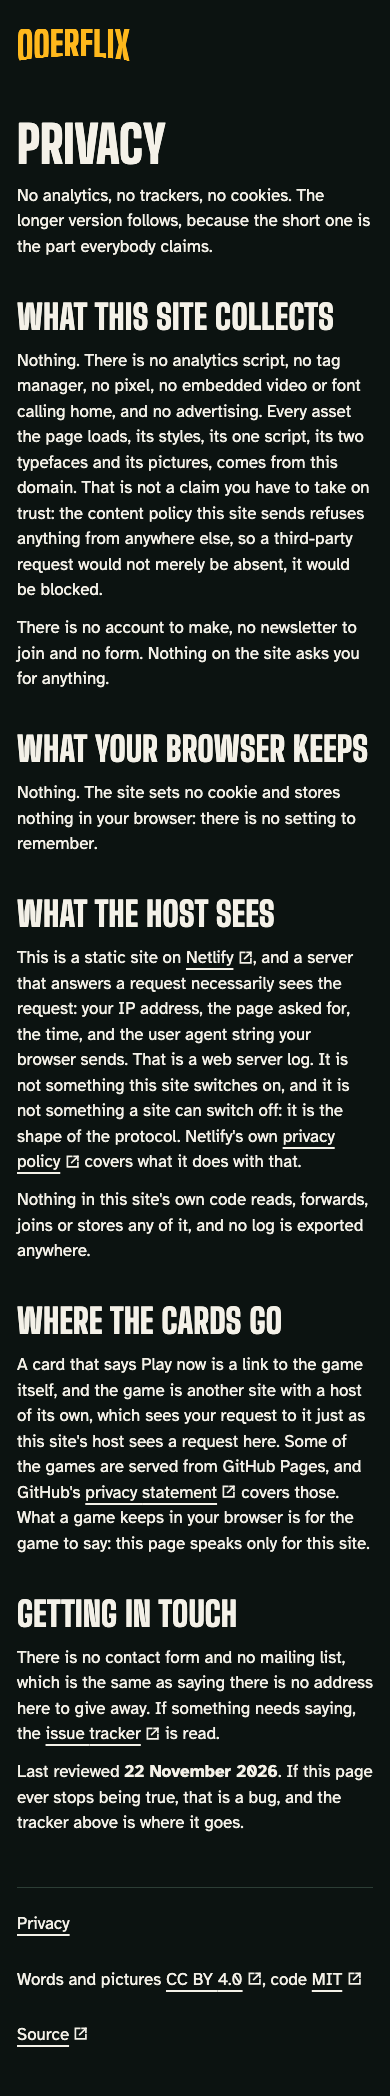 OOERFLIX
PRIVACY
No analytics, no trackers, no cookies. The
longer version follows, because the short one is
the part everybody claims.
WHAT THIS SITE COLLECTS
Nothing. There is no analytics script, no tag
manager, no pixel, no embedded video or font
calling home, and no advertising. Every asset
the page loads, its styles, its one script, its two
typefaces and its pictures, comes from this
domain. That is not a claim you have to take on
trust: the content policy this site sends refuses
anything from anywhere else, so a third-party
request would not merely be absent, it would
be blocked.
There is no account to make, no newsletter to
join and no form. Nothing on the site asks you
for anything.
WHAT YOUR BROWSER KEEPS
Nothing. The site sets no cookie and stores
nothing in your browser: there is no setting to
remember.
WHAT THE HOST SEES
This is a static site on Netlify, and a server
that answers a request necessarily sees the
request: your IP address, the page asked for,
the time, and the user agent string your
browser sends. That is a web server log. It is
not something this site switches on, and it is
not something a site can switch off: it is the
shape of the protocol. Netlify's own privacy
policy covers what it does with that.
Nothing in this site's own code reads, forwards,
joins or stores any of it, and no log is exported
anywhere.
WHERE THE CARDS GO
A card that says Play now is a link to the game
itself, and the game is another site with a host
of its own, which sees your request to it just as
this site's host sees a request here. Some of
the games are served from GitHub Pages, and
GitHub's privacy statement covers those.
What a game keeps in your browser is for the
game to say: this page speaks only for this site.
GETTING IN TOUCH
There is no contact form and no mailing list,
which is the same as saying there is no address
here to give away. If something needs saying,
the issue tracker is read.
Last reviewed 22 November 2026. If this page
ever stops being true, that is a bug, and the
tracker above is where it goes.
Privacy
Words and pictures CC BY 4.0, code MIT
Source